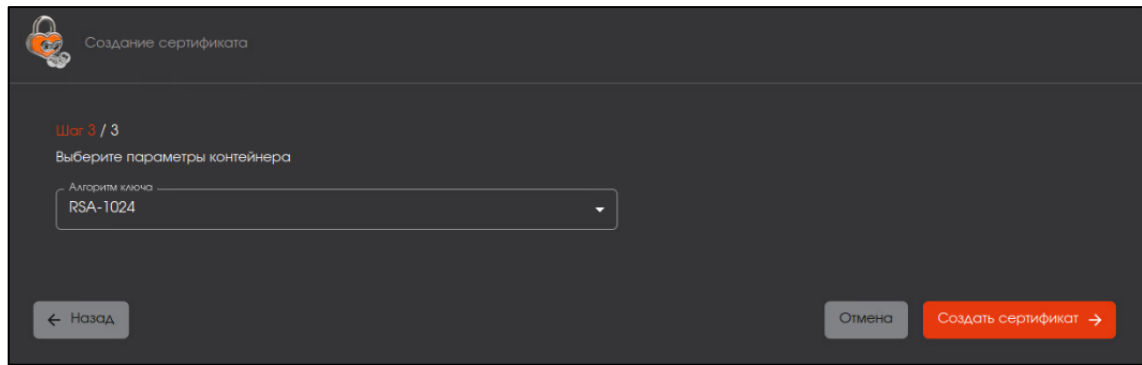 Создание сертификата
Шаг 3 / 3
Выберите параметры контейнера
Алгоритм ключа
RSA-1024
← Назад
Отмена
Создать сертификат →